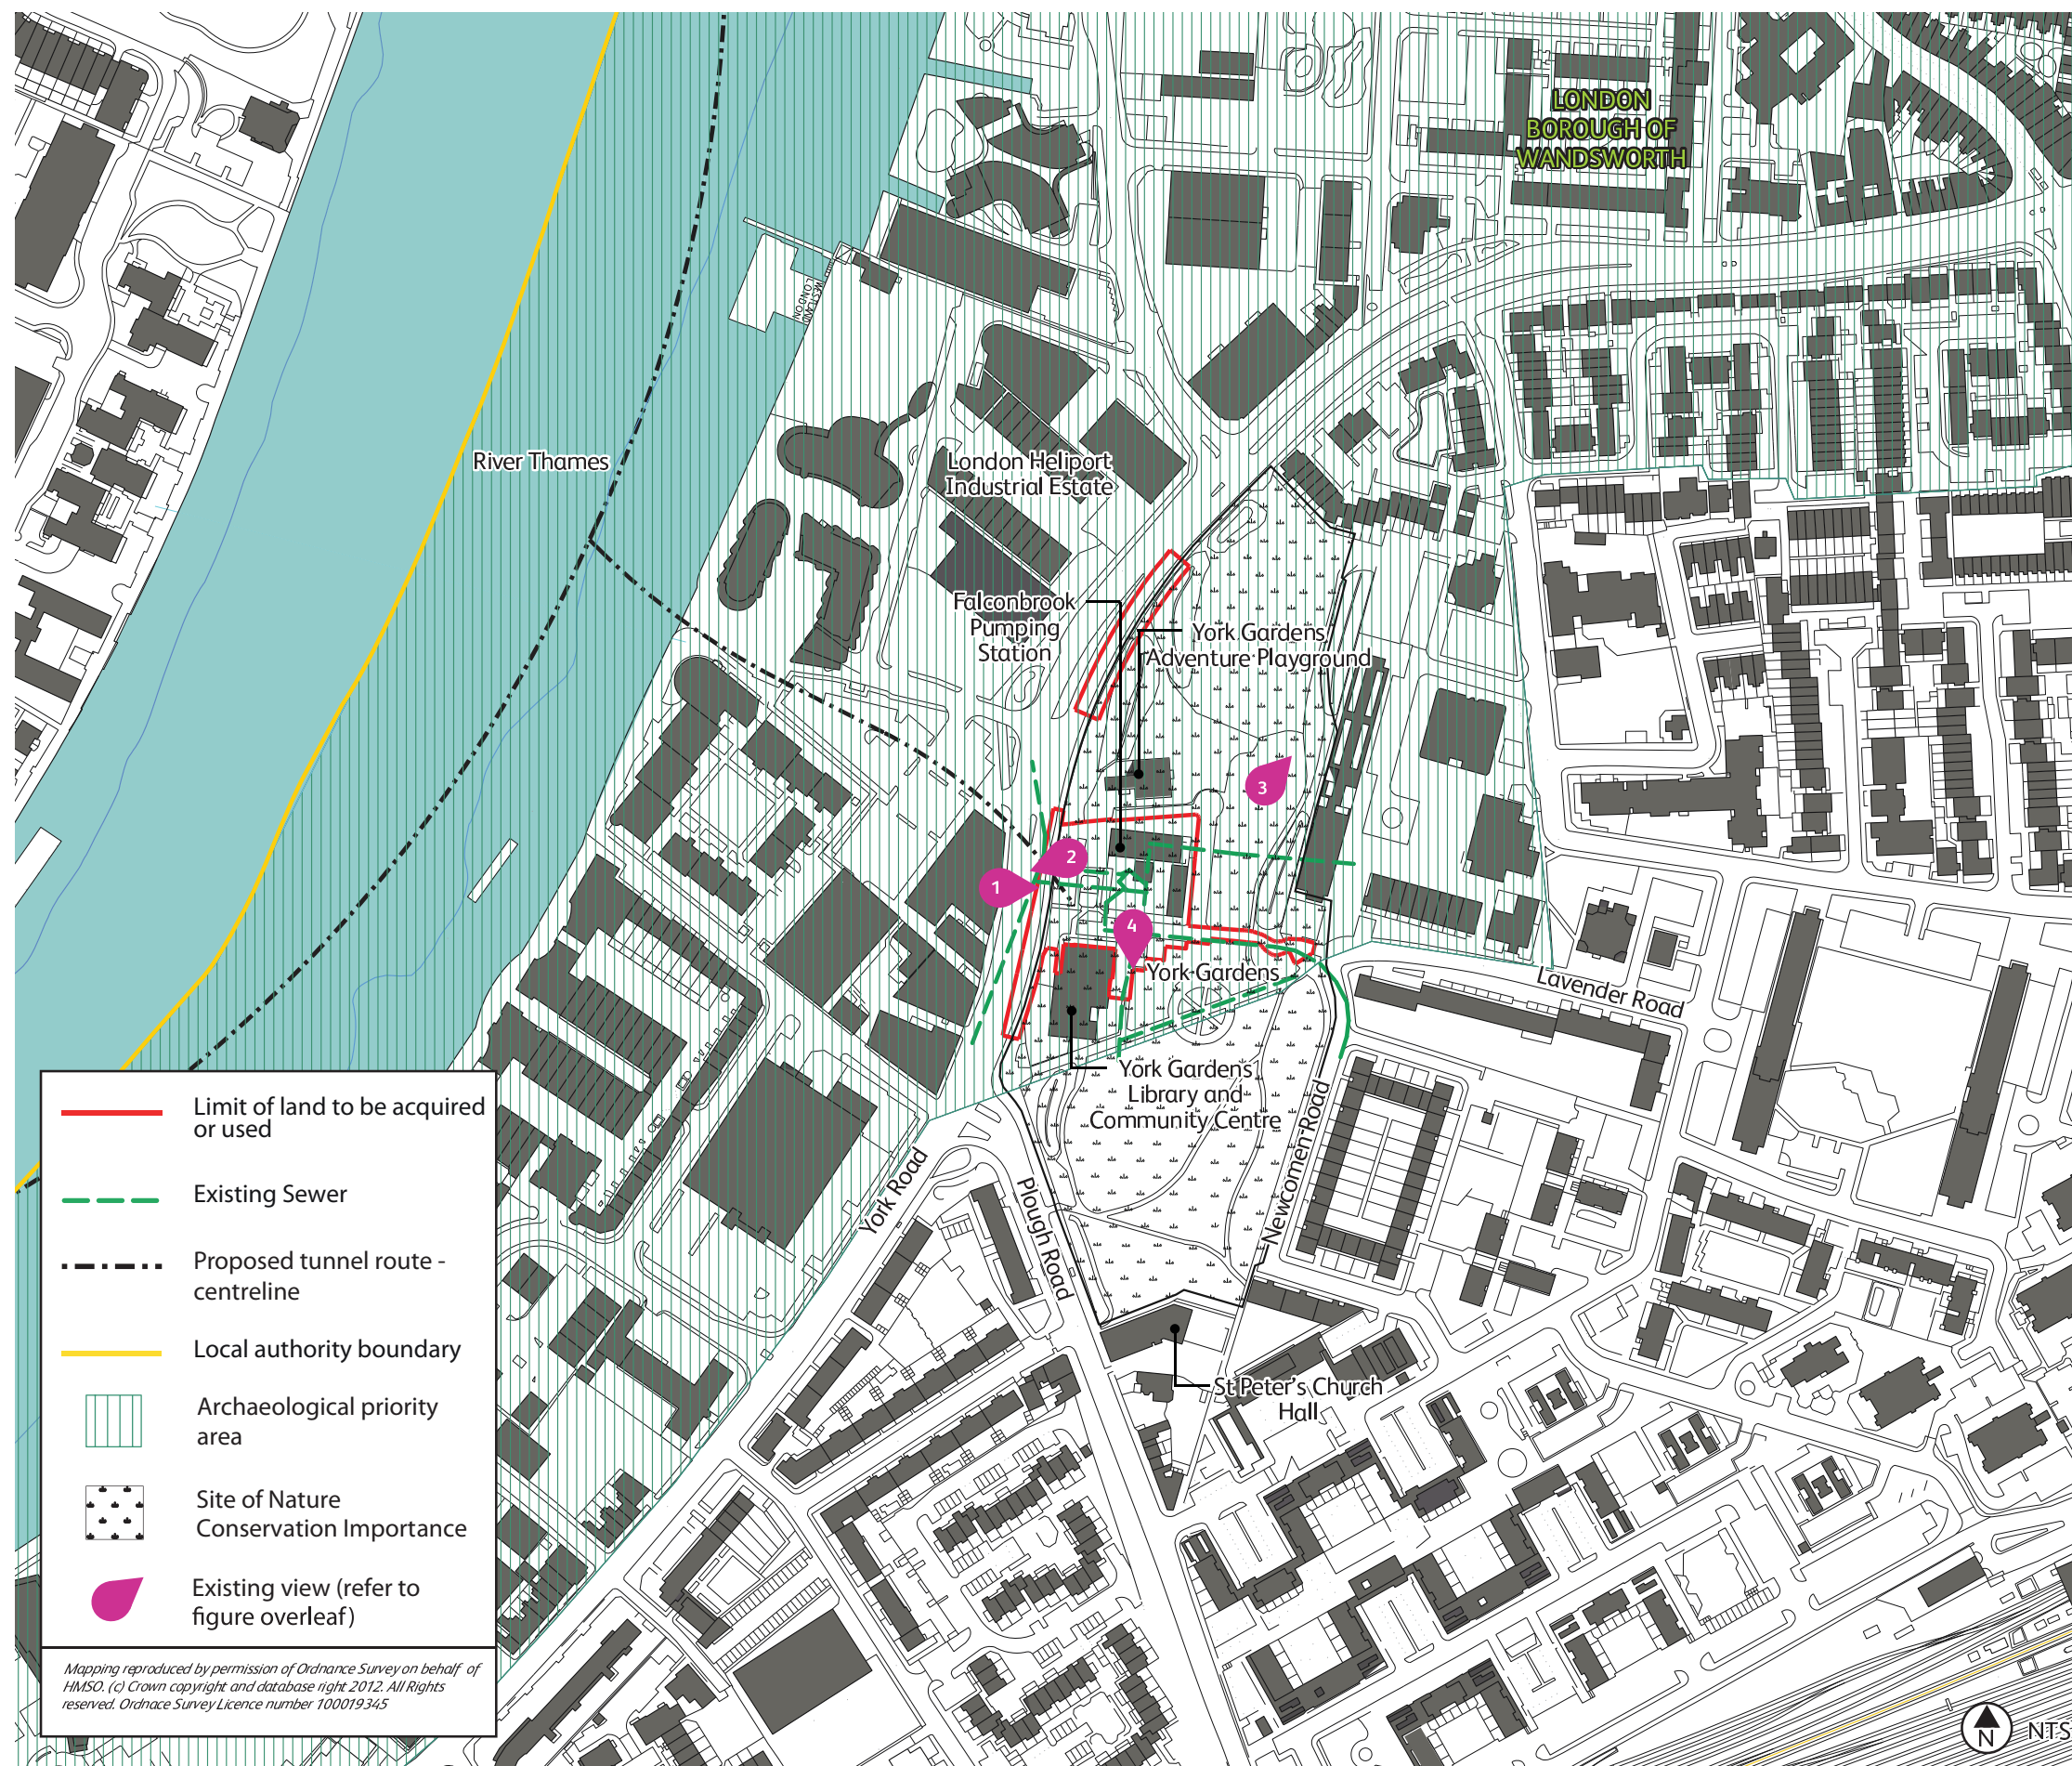 LONDON
BOROUGH OF
WANDSWORTH
WESTLAND
LONDON
River Thames
London Heliport
Industrial Estate
Falconbrook
Pumping
Station
York Gardens
Adventure Playground
3
2
1
4
York Gardens
Lavender Road
York Gardens
Library and
Community Centre
York Road
Plough Road
Newcomen Road
St Peter's Church
Hall
Limit of land to be acquired
or used
Existing Sewer
Proposed tunnel route -
centreline
Local authority boundary
Archaeological priority
area
Site of Nature
Conservation Importance
Existing view (refer to
figure overleaf)
Mapping reproduced by permission of Ordnance Survey on behalf of
HMSO. (c) Crown copyright and database right 2012. All Rights
reserved. Ordnace Survey Licence number 100019345
N
NTS